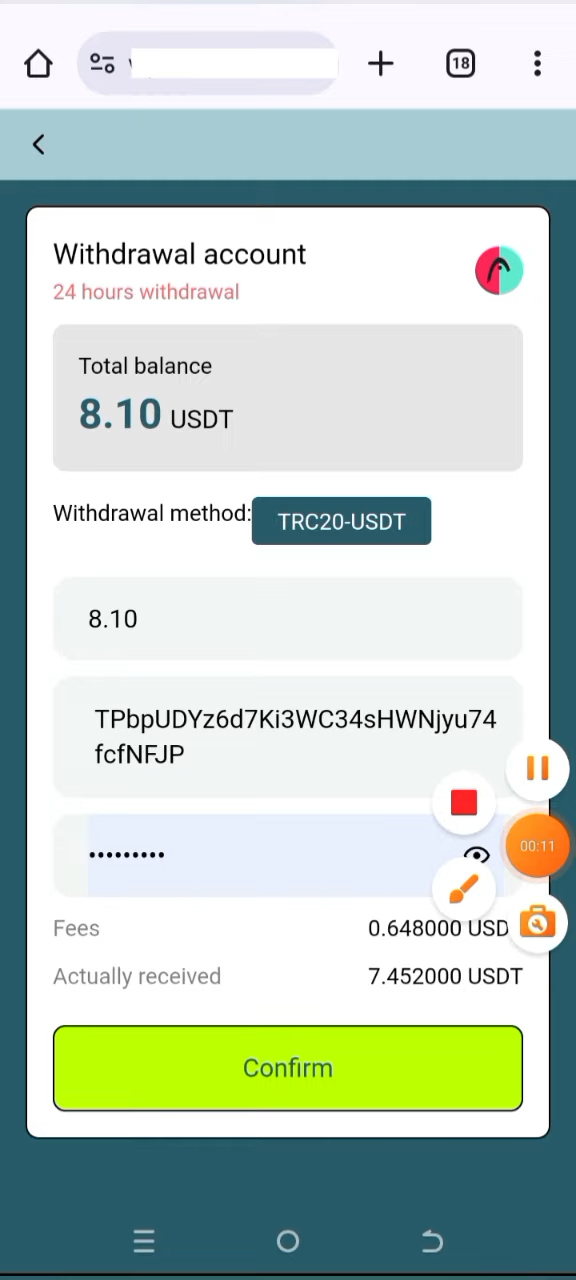 18
Withdrawal account
24 hours withdrawal
Total balance
8.10 USDT
Withdrawal method: TRC20-USDT
8.10
TPbpUDYz6d7Ki3WC34sHWNjyu74
fcfNFJP
•••••••••
00:11
Fees 0.648000 USD
Actually received 7.452000 USDT
Confirm